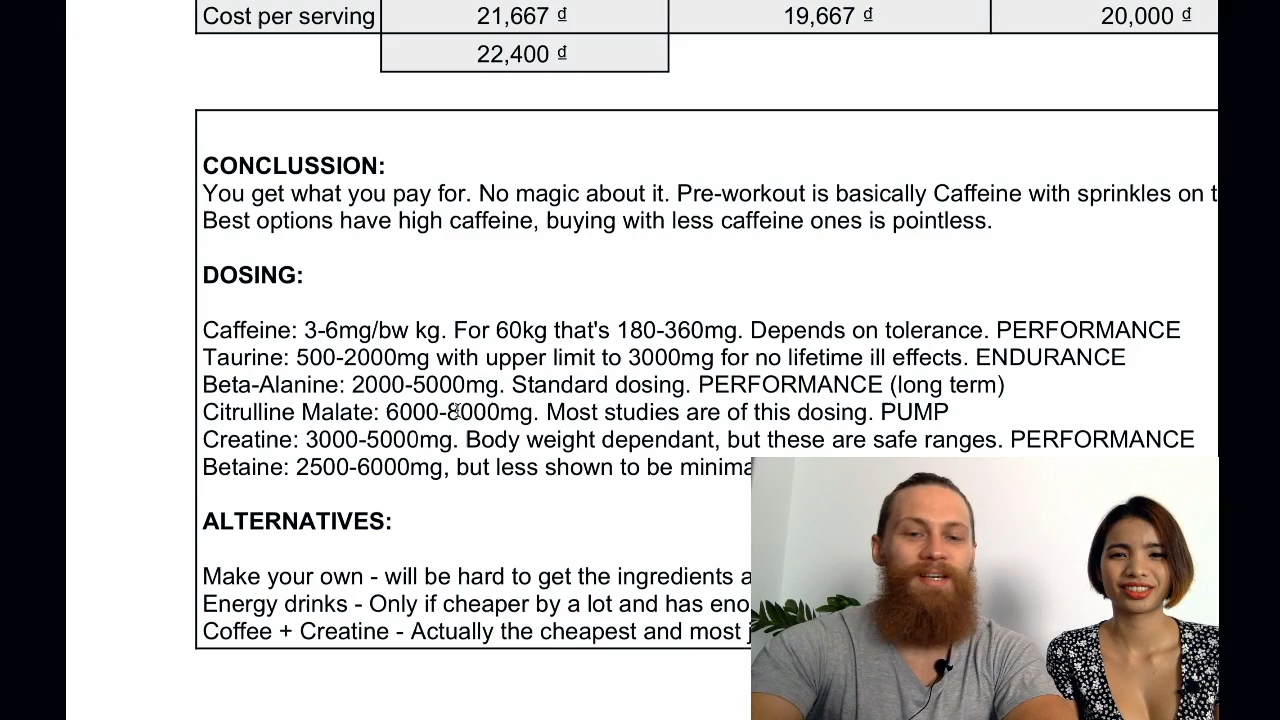 Cost per serving 21,667 ₫ 19,667 ₫ 20,000 ₫
22,400 ₫
CONCLUSSION:
You get what you pay for. No magic about it. Pre-workout is basically Caffeine with sprinkles on
Best options have high caffeine, buying with less caffeine ones is pointless.
DOSING:
Caffeine: 3-6mg/bw kg. For 60kg that's 180-360mg. Depends on tolerance. PERFORMANCE
Taurine: 500-2000mg with upper limit to 3000mg for no lifetime ill effects. ENDURANCE
Beta-Alanine: 2000-5000mg. Standard dosing. PERFORMANCE (long term)
Citrulline Malate: 6000-8000mg. Most studies are of this dosing. PUMP
Creatine: 3000-5000mg. Body weight dependant, but these are safe ranges. PERFORMANCE
Betaine: 2500-6000mg, but less shown to be
ALTERNATIVES:
Make your own - will be hard to get the ingredients
Energy drinks - Only if cheaper by a lot and has
Coffee + Creatine - Actually the cheapest and most